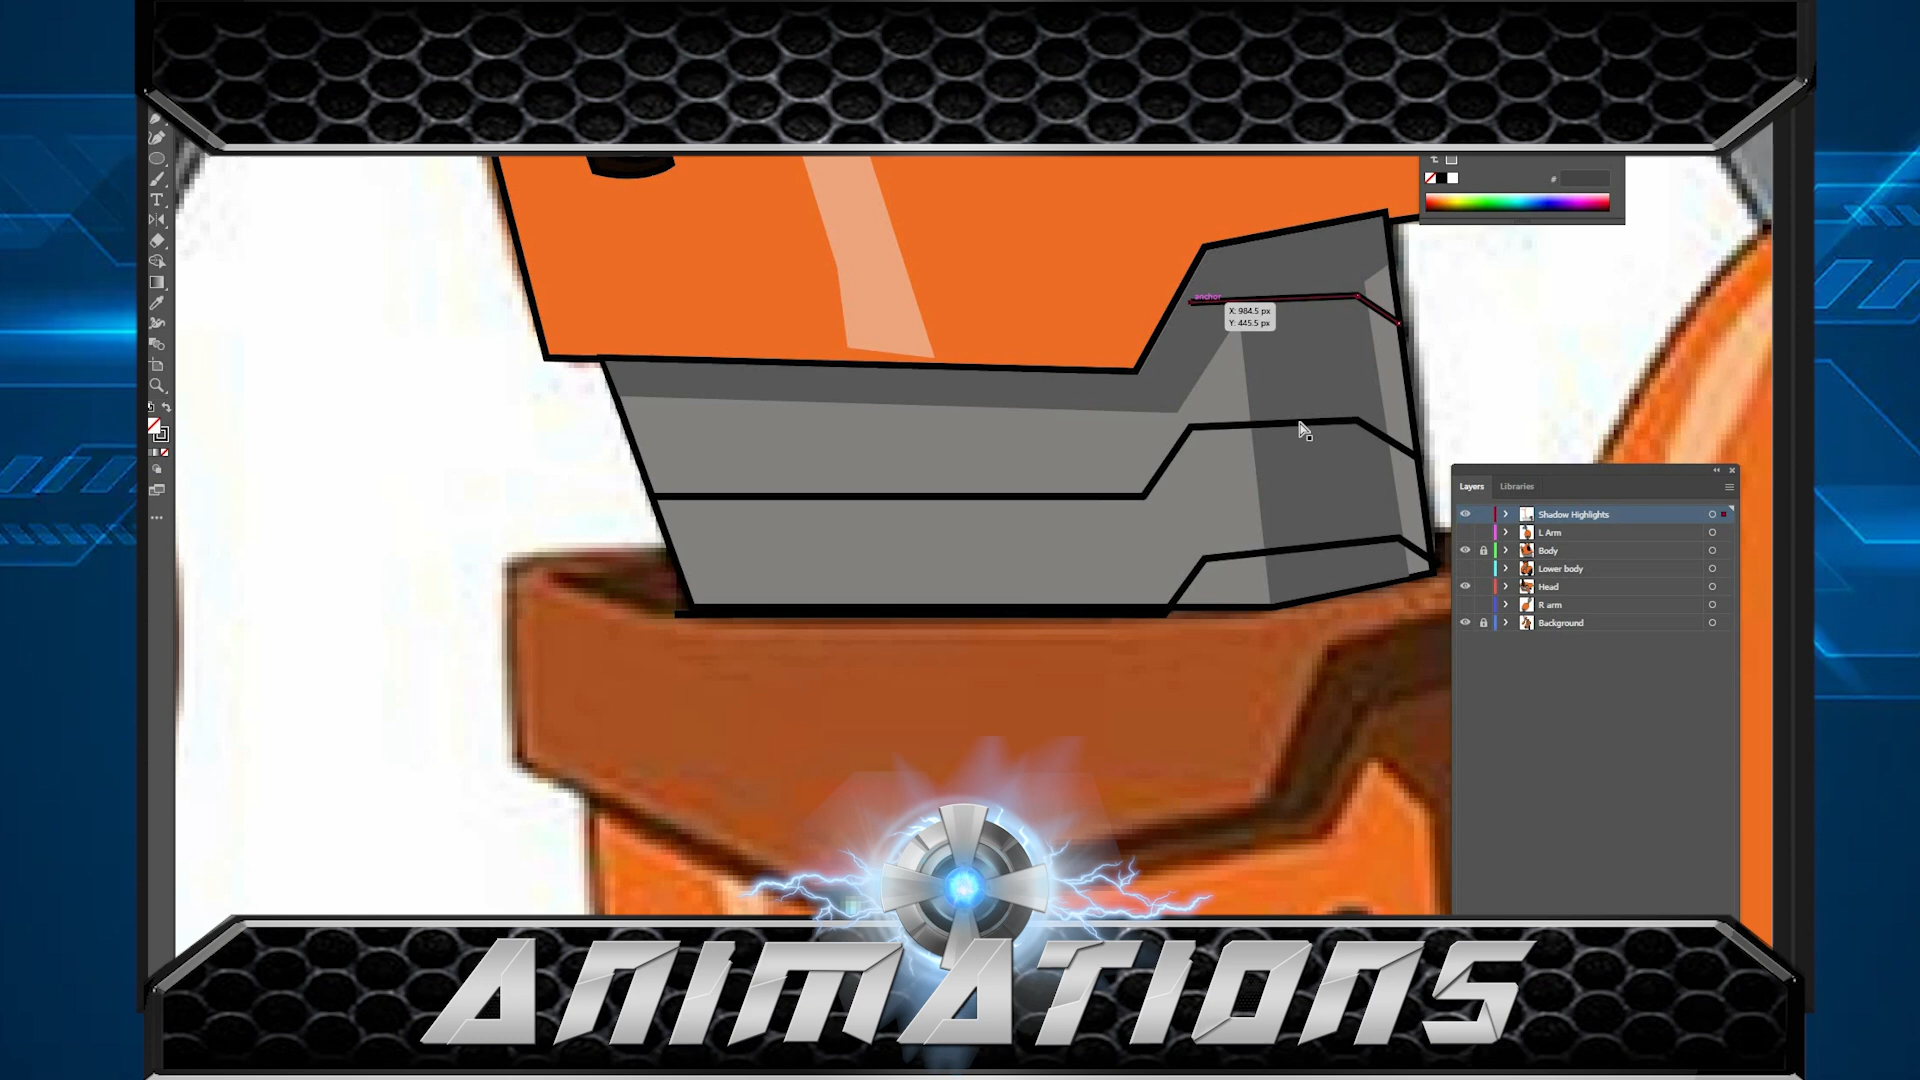 #
anchor
X: 984.5 px
Y: 445.5 px
Layers
Libraries
Shadow Highlights
L Arm
Body
Lower body
Head
R arm
Background
ANIMATIONS